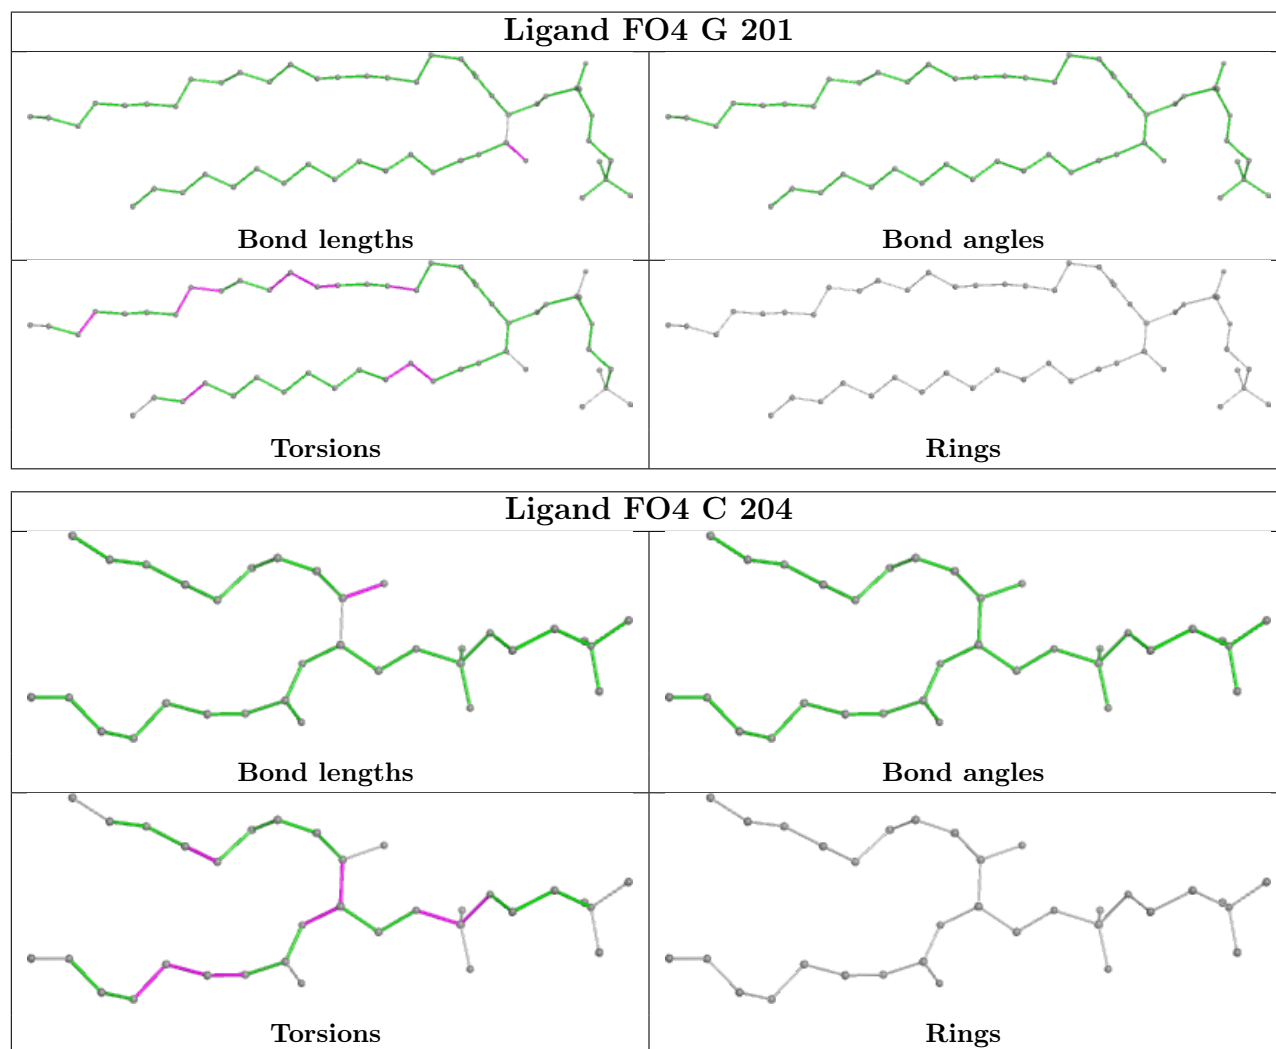 Ligand FO4 G 201
Bond lengths
Bond angles
Torsions
Rings
Ligand FO4 C 204
Bond lengths
Bond angles
Torsions
Rings